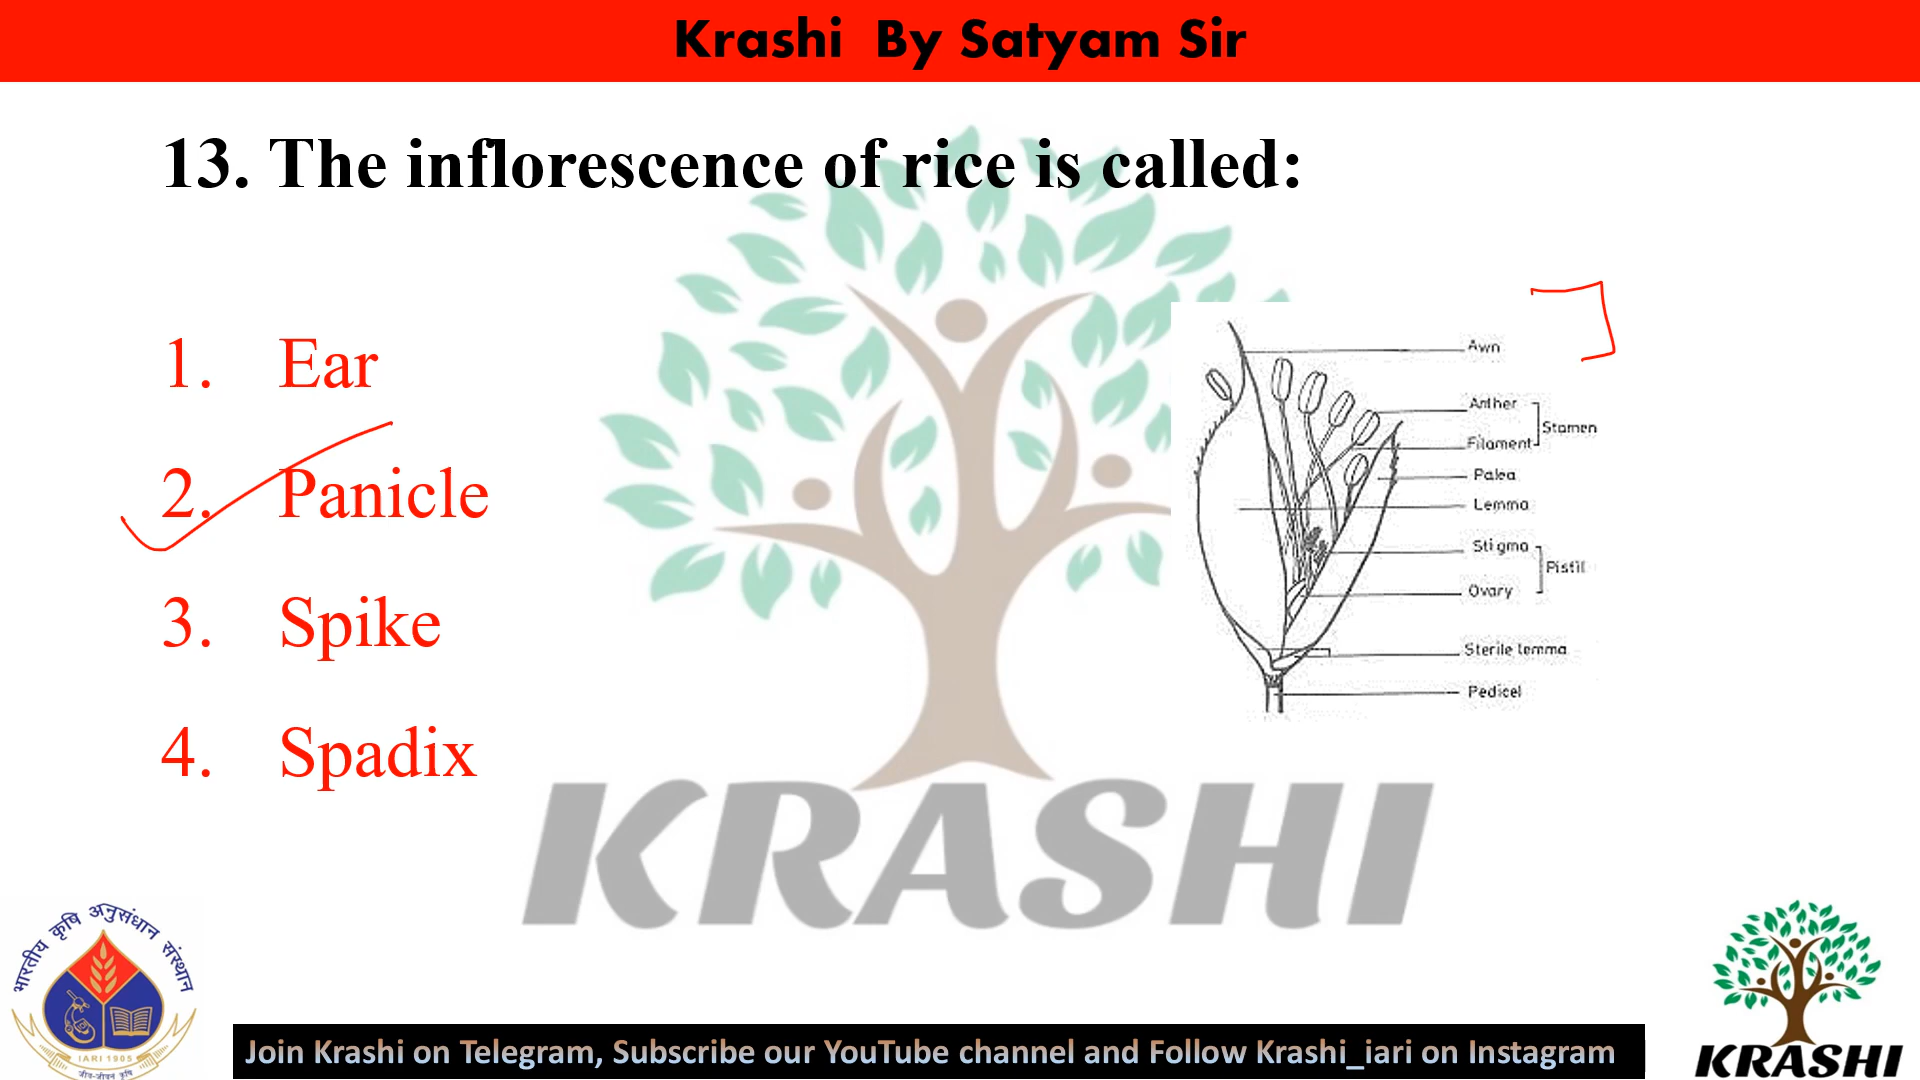 Krashi By Satyam Sir
13. The inflorescence of rice is called:
1. Ear
2. Panicle
3. Spike
4. Spadix
Awn
Anther
Stamen
Filament
Palea
Lemma
Stigma
Pistil
Ovary
Sterile lemma
Pedicel
KRASHI
भारतीय कृषि अनुसंधान संस्थान
IARI 1905
Join Krashi on Telegram, Subscribe our YouTube channel and Follow Krashi_iari on Instagram
KRASHI